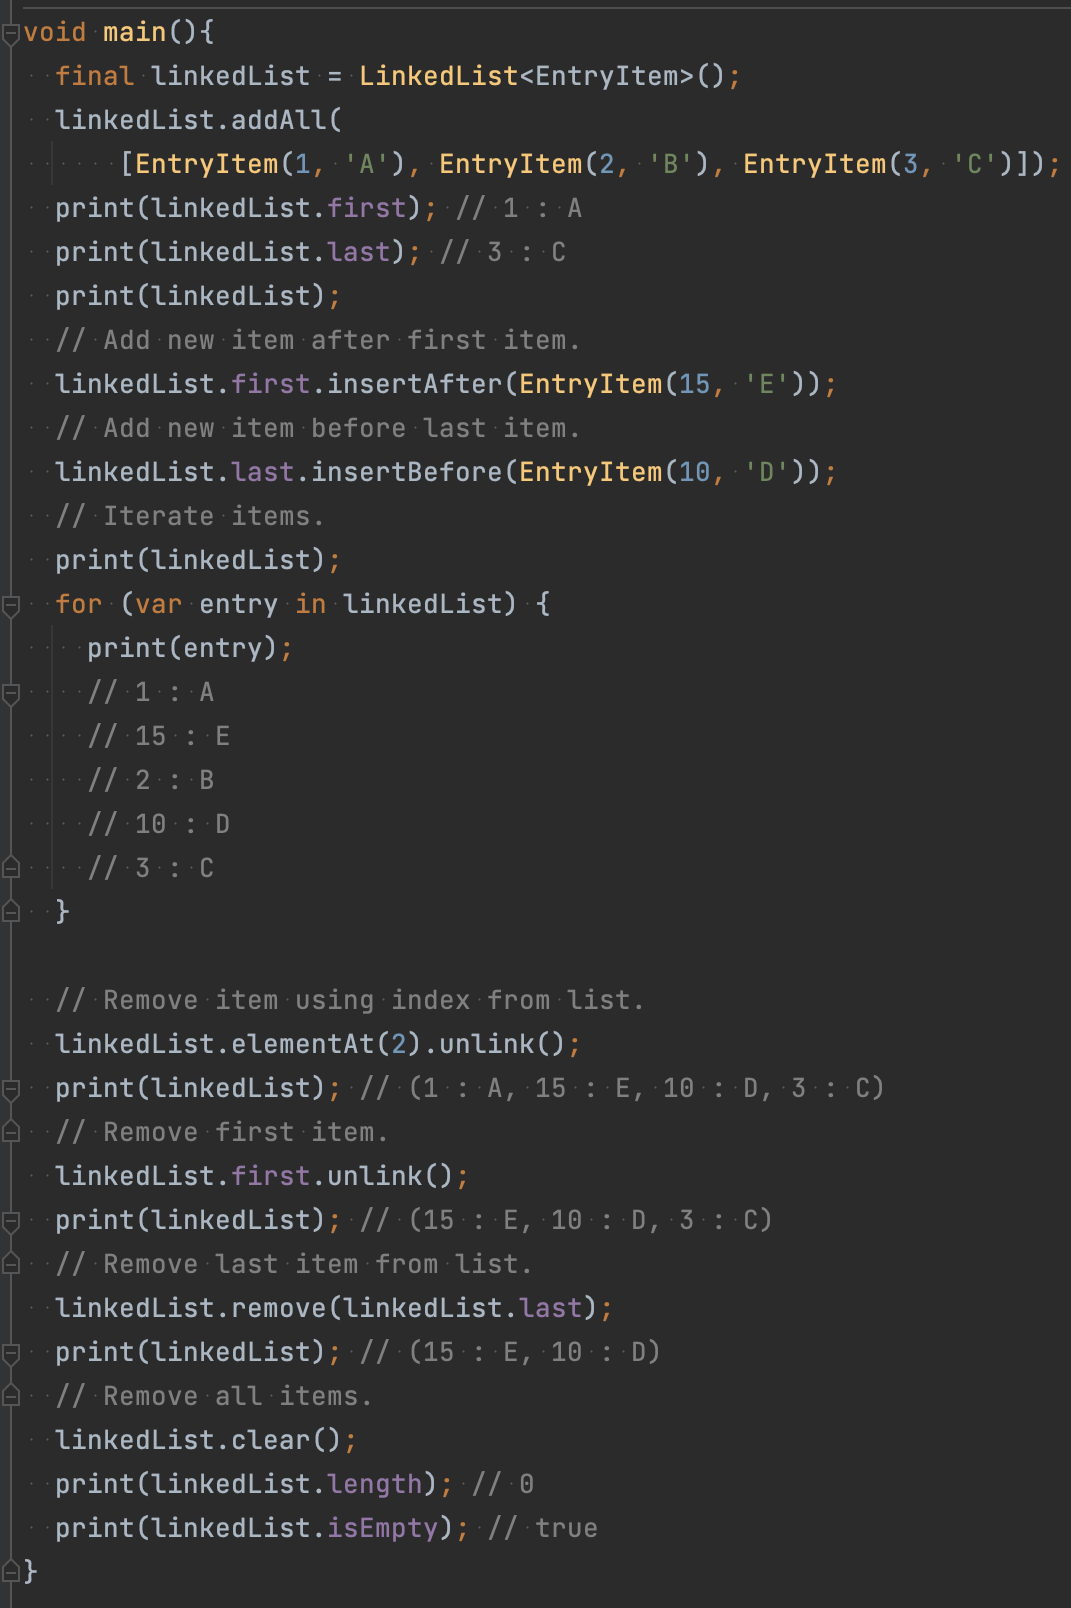 void main(){
  final linkedList = LinkedList<EntryItem>();
  linkedList.addAll(
      [EntryItem(1, 'A'), EntryItem(2, 'B'), EntryItem(3, 'C')]);
  print(linkedList.first); // 1 : A
  print(linkedList.last); // 3 : C
  print(linkedList);
  // Add new item after first item.
  linkedList.first.insertAfter(EntryItem(15, 'E'));
  // Add new item before last item.
  linkedList.last.insertBefore(EntryItem(10, 'D'));
  // Iterate items.
  print(linkedList);
  for (var entry in linkedList) {
    print(entry);
    // 1 : A
    // 15 : E
    // 2 : B
    // 10 : D
    // 3 : C
  }

  // Remove item using index from list.
  linkedList.elementAt(2).unlink();
  print(linkedList); // (1 : A, 15 : E, 10 : D, 3 : C)
  // Remove first item.
  linkedList.first.unlink();
  print(linkedList); // (15 : E, 10 : D, 3 : C)
  // Remove last item from list.
  linkedList.remove(linkedList.last);
  print(linkedList); // (15 : E, 10 : D)
  // Remove all items.
  linkedList.clear();
  print(linkedList.length); // 0
  print(linkedList.isEmpty); // true
}